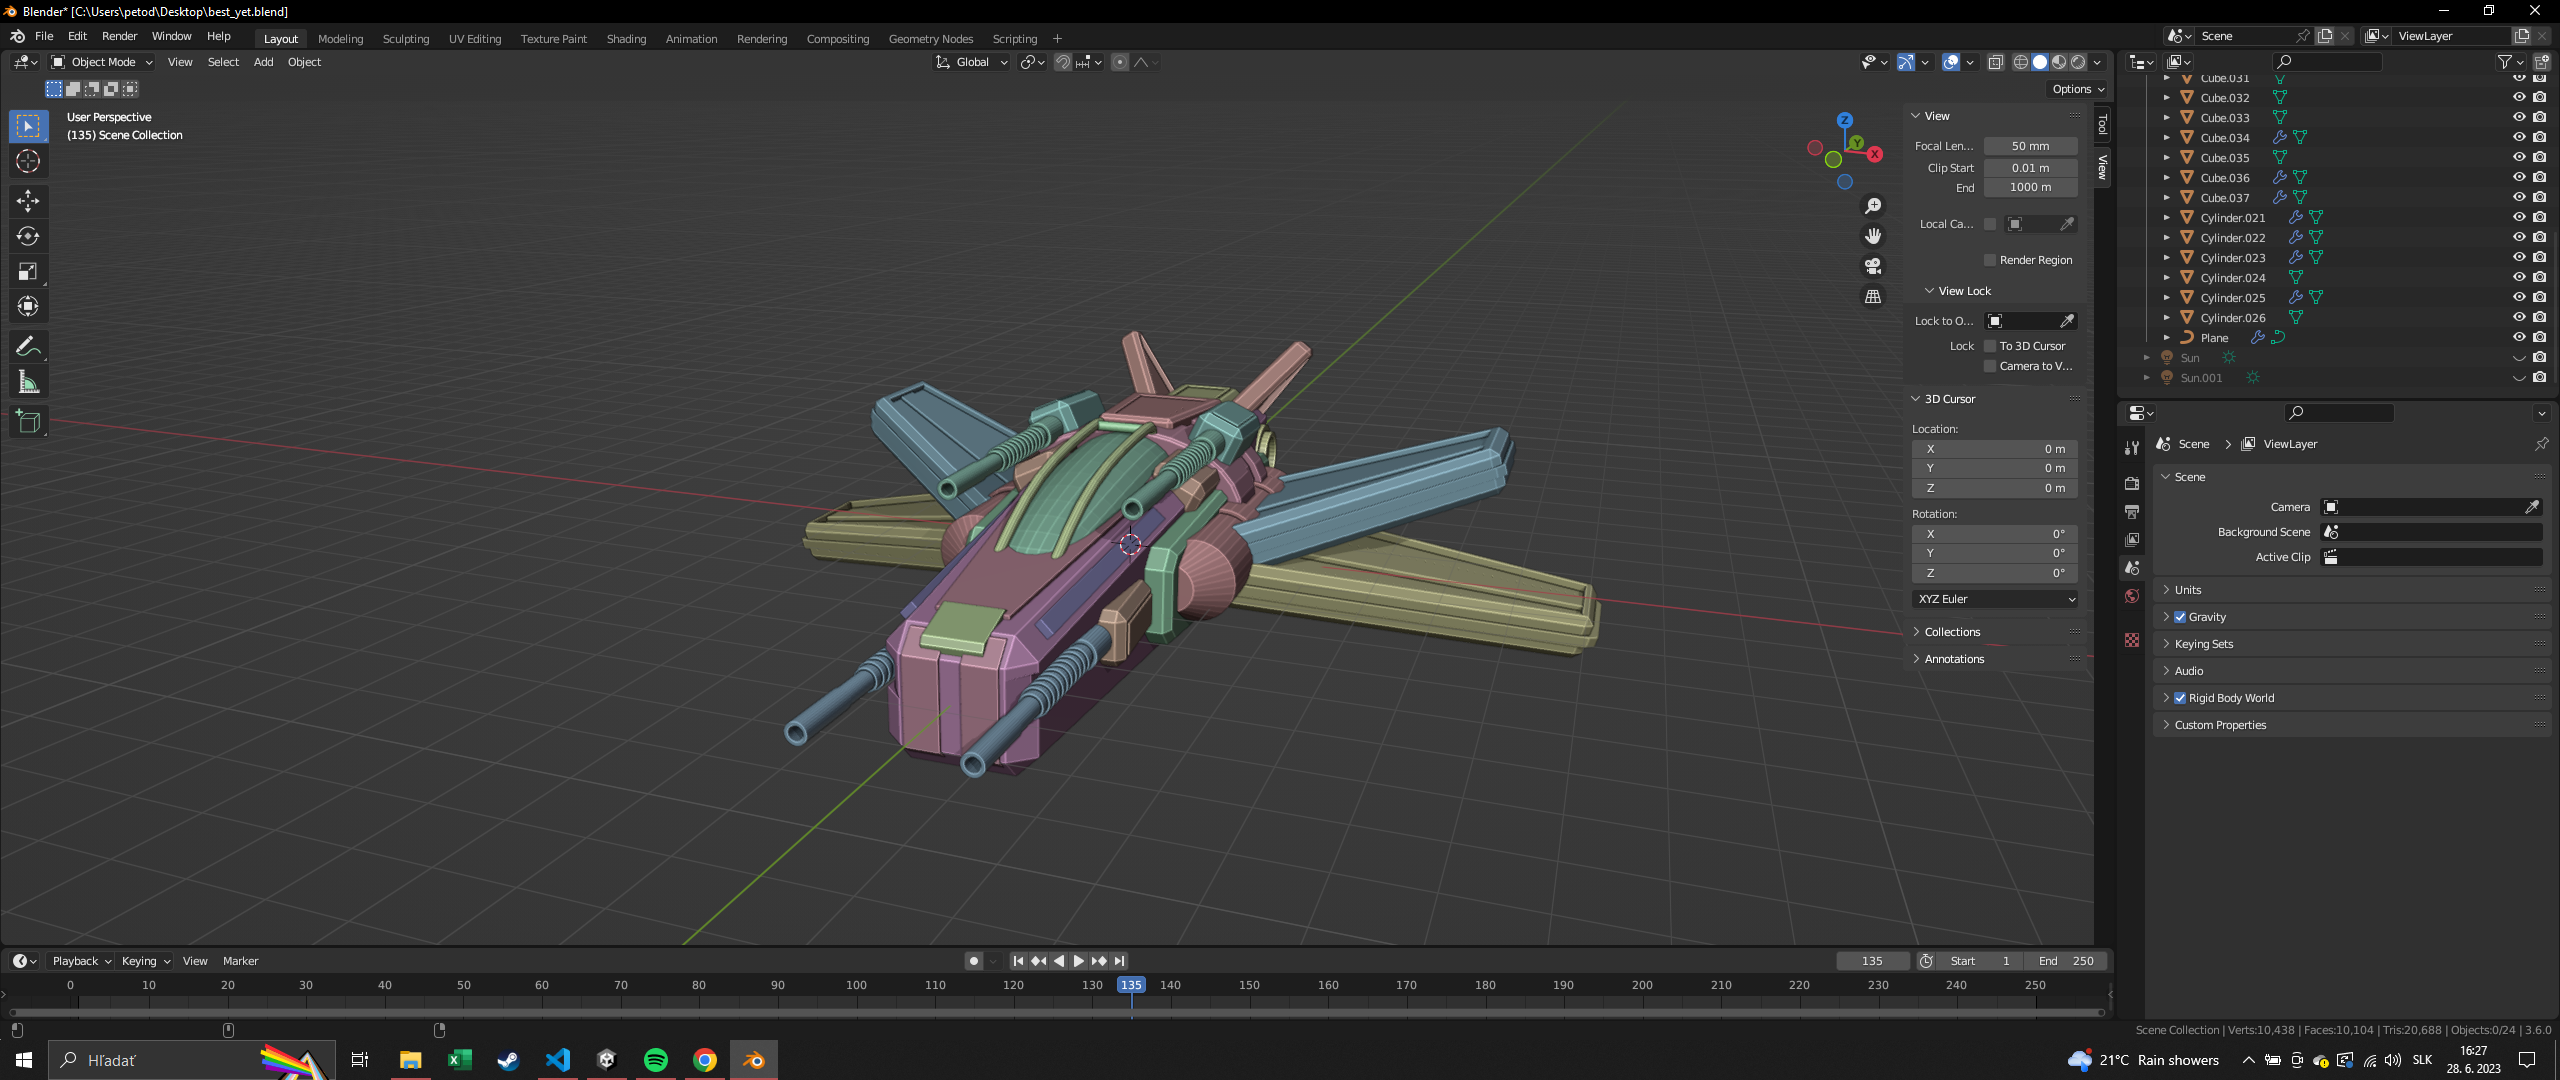 Blender* [C:\Users\petod\Desktop\best_yet.blend]
File Edit Render Window Help Layout Modeling Sculpting UV Editing Texture Paint Shading Animation Rendering Compositing Geometry Nodes Scripting + Scene ViewLayer
Object Mode View Select Add Object Global
Options
User Perspective
(135) Scene Collection
Z
Y
X
Tool
View
View
Focal Len... 50 mm
Clip Start 0.01 m
End 1000 m
Local Ca...
Render Region
View Lock
Lock to O...
Lock To 3D Cursor
Camera to V...
3D Cursor
Location:
X 0 m
Y 0 m
Z 0 m
Rotation:
X 0°
Y 0°
Z 0°
XYZ Euler
Collections
Annotations
Cube.031
Cube.032
Cube.033
Cube.034
Cube.035
Cube.036
Cube.037
Cylinder.021
Cylinder.022
Cylinder.023
Cylinder.024
Cylinder.025
Cylinder.026
Plane
Sun
Sun.001
Scene > ViewLayer
Scene
Camera
Background Scene
Active Clip
Units
Gravity
Keying Sets
Audio
Rigid Body World
Custom Properties
Playback Keying View Marker 135 Start 1 End 250
0 10 20 30 40 50 60 70 80 90 100 110 120 130 135 140 150 160 170 180 190 200 210 220 230 240 250
Scene Collection | Verts:10,438 | Faces:10,104 | Tris:20,688 | Objects:0/24 | 3.6.0
Hľadať
21°C Rain showers SLK
16:27
28. 6. 2023